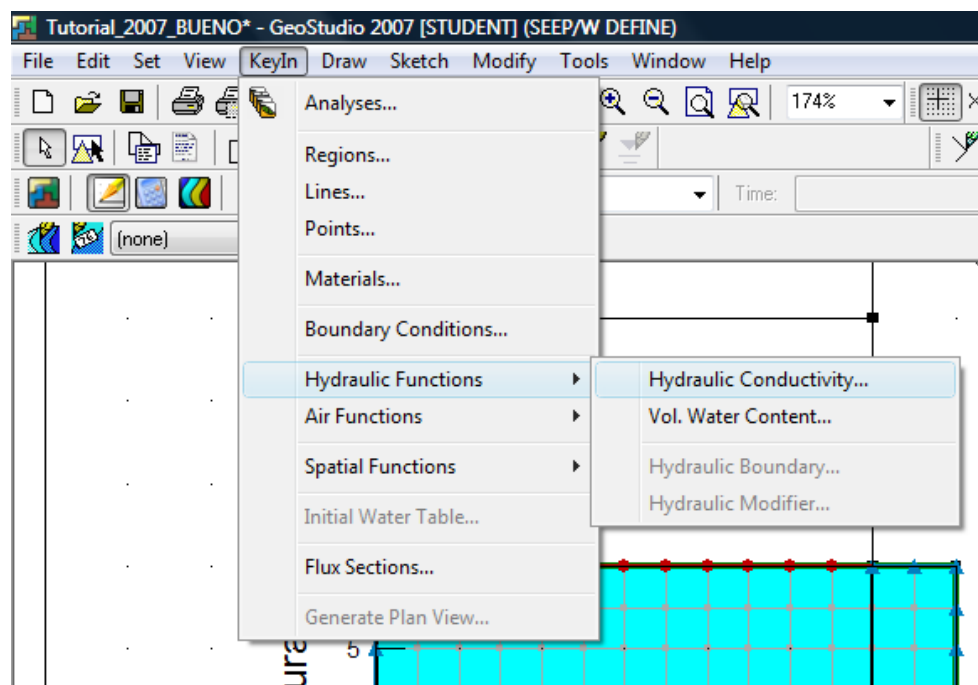 Tutorial_2007_BUENO* - GeoStudio 2007 [STUDENT] (SEEP/W DEFINE)
File Edit Set View KeyIn Draw Sketch Modify Tools Window Help
Analyses...
174%
Regions...
Lines...
Time:
Points...
(none)
Materials...
Boundary Conditions...
Hydraulic Functions
Hydraulic Conductivity...
Air Functions
Vol. Water Content...
Spatial Functions
Hydraulic Boundary...
Hydraulic Modifier...
Initial Water Table...
Flux Sections...
Generate Plan View...
5